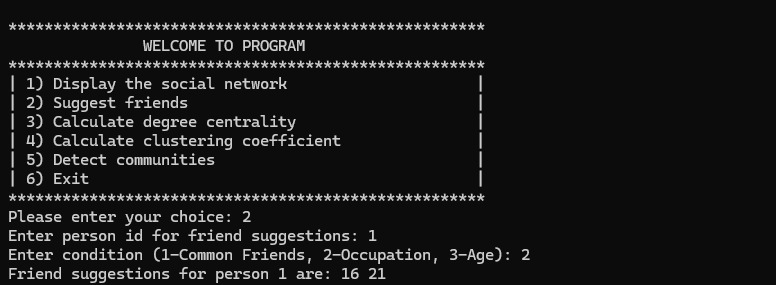 *****************************************************
WELCOME TO PROGRAM
*****************************************************
| 1) Display the social network |
| 2) Suggest friends |
| 3) Calculate degree centrality |
| 4) Calculate clustering coefficient |
| 5) Detect communities |
| 6) Exit |
*****************************************************
Please enter your choice: 2
Enter person id for friend suggestions: 1
Enter condition (1-Common Friends, 2-Occupation, 3-Age): 2
Friend suggestions for person 1 are: 16 21